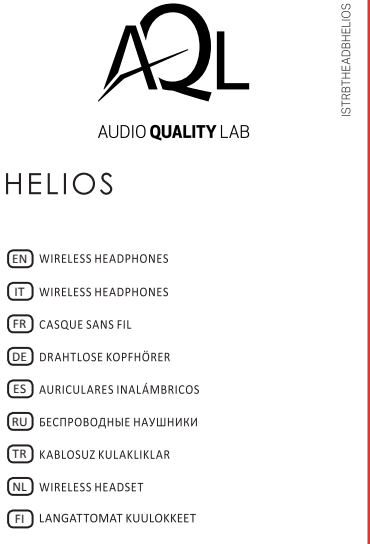 AQL
AUDIO QUALITY LAB
ISTRBTHEADBHELIOS
HELIOS
EN WIRELESS HEADPHONES
IT WIRELESS HEADPHONES
FR CASQUE SANS FIL
DE DRAHTLOSE KOPFHÖRER
ES AURICULARES INALÁMBRICOS
RU БЕСПРОВОДНЫЕ НАУШНИКИ
TR KABLOSUZ KULAKLIKLAR
NL WIRELESS HEADSET
FI LANGATTOMAT KUULOKKEET